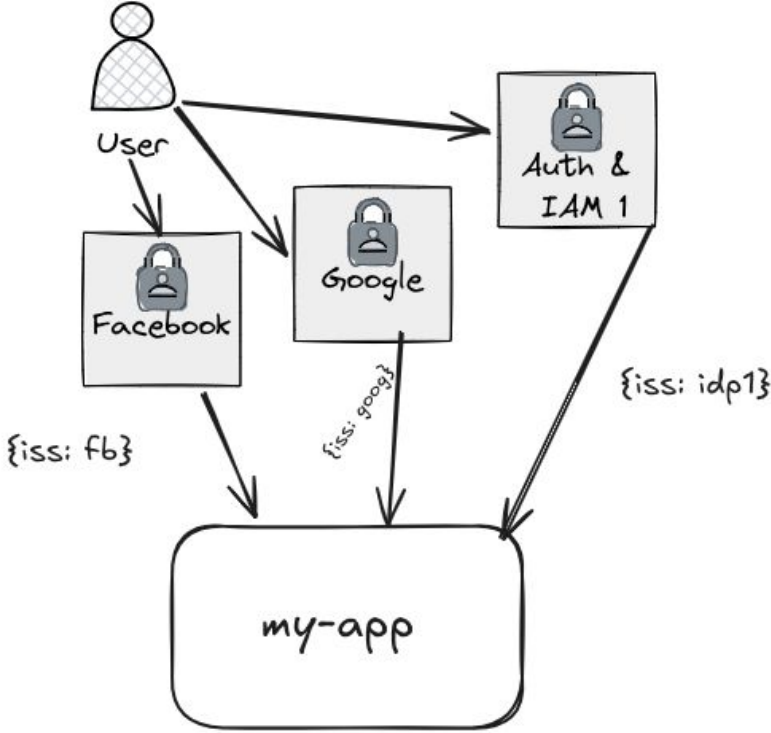 User
Auth &
IAM 1
Google
Facebook
{iss: goog}
{iss: idp1}
{iss: fb}
my-app